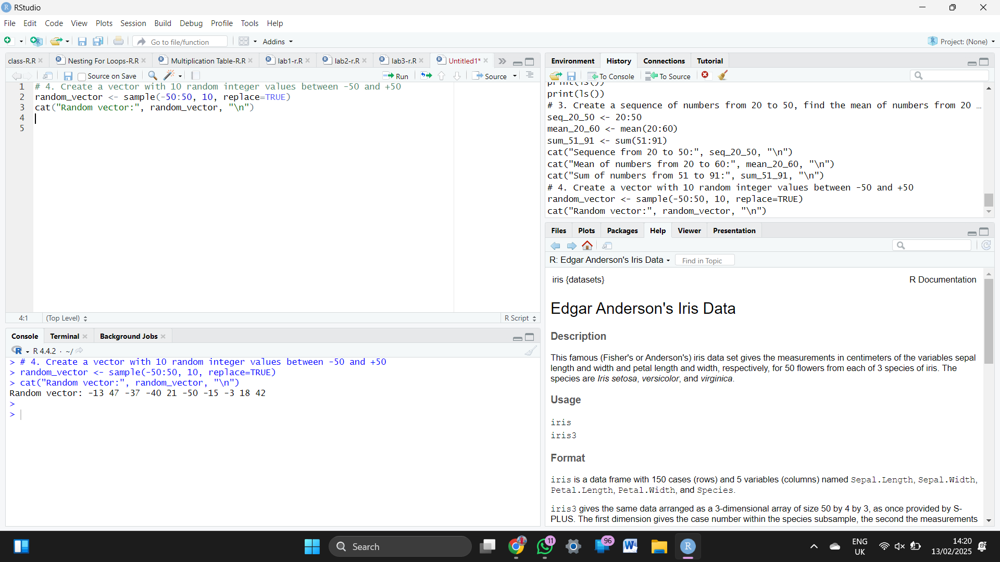 RStudio
File Edit Code View Plots Session Build Debug Profile Tools Help
Go to file/function Addins Project: (None)
class-R.R Nesting For Loops-R.R Multiplication Table-R.R lab1-r.R lab2-r.R lab3-r.R Untitled1*
Source on Save Run Source
1 # 4. Create a vector with 10 random integer values between -50 and +50
2 random_vector <- sample(-50:50, 10, replace=TRUE)
3 cat("Random vector:", random_vector, "\n")
4
5
4:1 (Top Level) R Script
Console Terminal Background Jobs
R 4.4.2 · ~/
> # 4. Create a vector with 10 random integer values between -50 and +50
> random_vector <- sample(-50:50, 10, replace=TRUE)
> cat("Random vector:", random_vector, "\n")
Random vector: -13 47 -37 -40 21 -50 -15 -3 18 42
>
>
Environment History Connections Tutorial
To Console To Source
print(ls())
print(ls())
# 3. Create a sequence of numbers from 20 to 50, find the mean of numbers from 20 …
seq_20_50 <- 20:50
mean_20_60 <- mean(20:60)
sum_51_91 <- sum(51:91)
cat("Sequence from 20 to 50:", seq_20_50, "\n")
cat("Mean of numbers from 20 to 60:", mean_20_60, "\n")
cat("Sum of numbers from 51 to 91:", sum_51_91, "\n")
# 4. Create a vector with 10 random integer values between -50 and +50
random_vector <- sample(-50:50, 10, replace=TRUE)
cat("Random vector:", random_vector, "\n")
Files Plots Packages Help Viewer Presentation
R: Edgar Anderson's Iris Data Find in Topic
iris {datasets} R Documentation
Edgar Anderson's Iris Data
Description
This famous (Fisher's or Anderson's) iris data set gives the measurements in centimeters of the variables sepal
length and width and petal length and width, respectively, for 50 flowers from each of 3 species of iris. The
species are Iris setosa, versicolor, and virginica.
Usage
iris
iris3
Format
iris is a data frame with 150 cases (rows) and 5 variables (columns) named Sepal.Length, Sepal.Width,
Petal.Length, Petal.Width, and Species.
iris3 gives the same data arranged as a 3-dimensional array of size 50 by 4 by 3, as once provided by S-
PLUS. The first dimension gives the case number within the species subsample, the second the measurements
Search 11 96 ENG 14:20
UK 13/02/2025